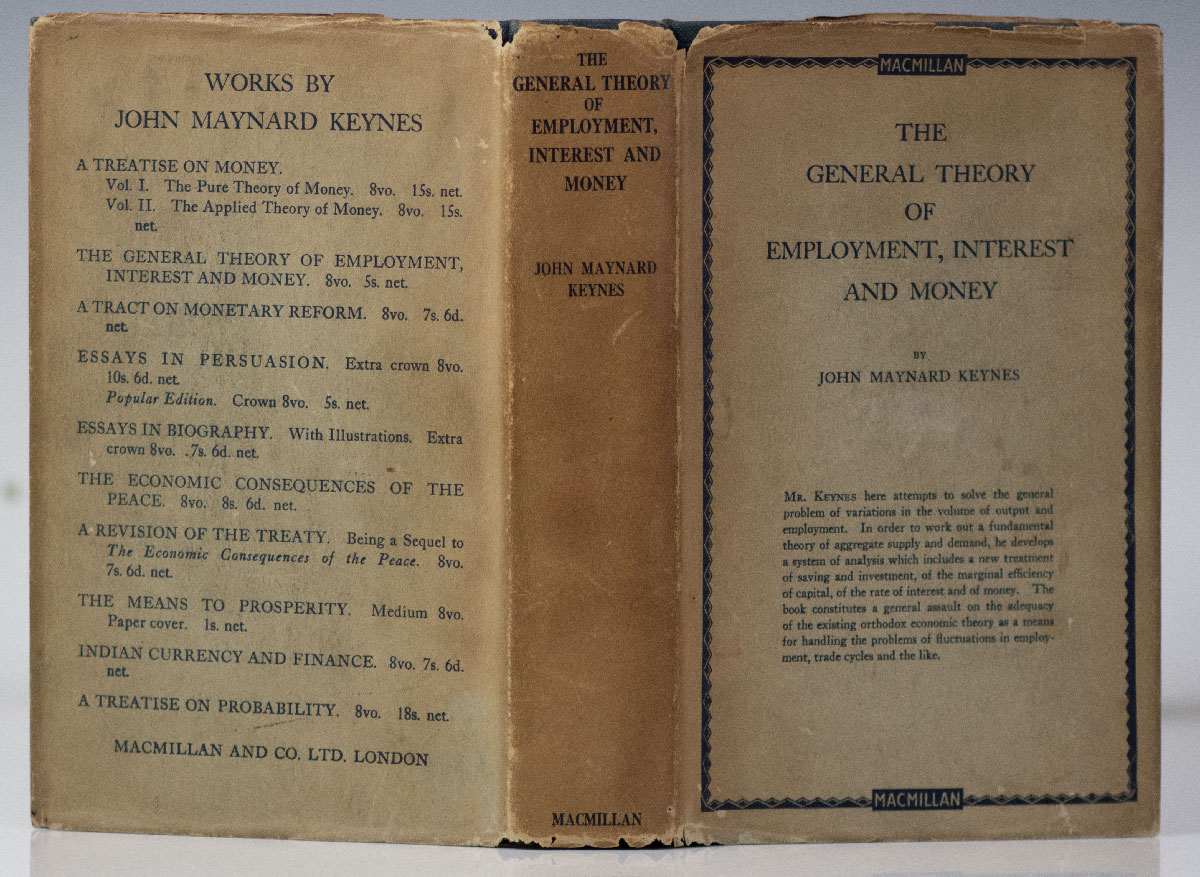 WORKS BY
JOHN MAYNARD KEYNES
A TREATISE ON MONEY.
Vol. I. The Pure Theory of Money. 8vo. 15s. net.
Vol. II. The Applied Theory of Money. 8vo. 15s.
net.
THE GENERAL THEORY OF EMPLOYMENT,
INTEREST AND MONEY. 8vo. 5s. net.
A TRACT ON MONETARY REFORM. 8vo. 7s. 6d.
net.
ESSAYS IN PERSUASION. Extra crown 8vo.
10s. 6d. net.
Popular Edition. Crown 8vo. 5s. net.
ESSAYS IN BIOGRAPHY. With Illustrations. Extra
crown 8vo. .7s. 6d. net.
THE ECONOMIC CONSEQUENCES OF THE
PEACE. 8vo. 8s. 6d. net.
A REVISION OF THE TREATY. Being a Sequel to
The Economic Consequences of the Peace. 8vo.
7s. 6d. net.
THE MEANS TO PROSPERITY. Medium 8vo.
Paper cover. 1s. net.
INDIAN CURRENCY AND FINANCE. 8vo. 7s. 6d.
net.
A TREATISE ON PROBABILITY. 8vo. 18s. net.
MACMILLAN AND CO. LTD. LONDON
THE
GENERAL THEORY
OF
EMPLOYMENT,
INTEREST AND
MONEY
JOHN MAYNARD
KEYNES
MACMILLAN
MACMILLAN
THE
GENERAL THEORY
OF
EMPLOYMENT, INTEREST
AND MONEY
BY
JOHN MAYNARD KEYNES
MR. KEYNES here attempts to solve the general
problem of variations in the volume of output and
employment. In order to work out a fundamental
theory of aggregate supply and demand, he develops
a system of analysis which includes a new treatment
of saving and investment, of the marginal efficiency
of capital, of the rate of interest and of money. The
book constitutes a general assault on the adequacy
of the existing orthodox economic theory as a means
for handling the problems of fluctuations in employ-
ment, trade cycles and the like.
MACMILLAN